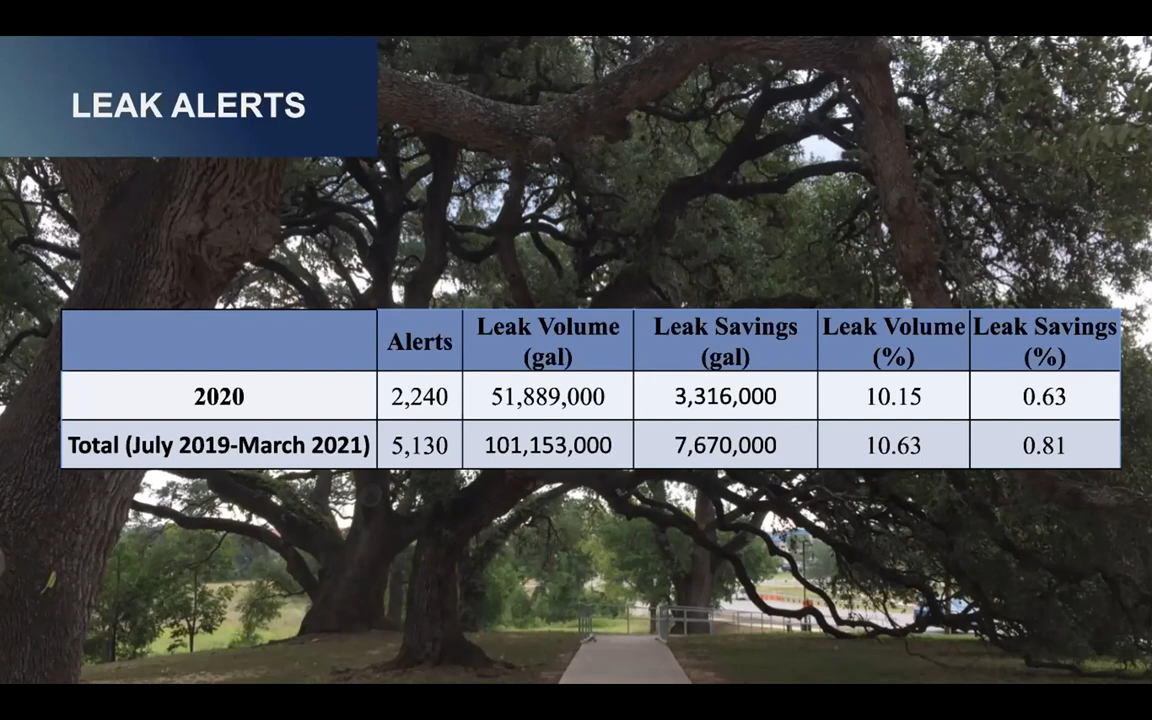 LEAK ALERTS
Alerts
Leak Volume (gal)
Leak Savings (gal)
Leak Volume (%)
Leak Savings (%)
2020 2,240 51,889,000 3,316,000 10.15 0.63
Total (July 2019-March 2021) 5,130 101,153,000 7,670,000 10.63 0.81